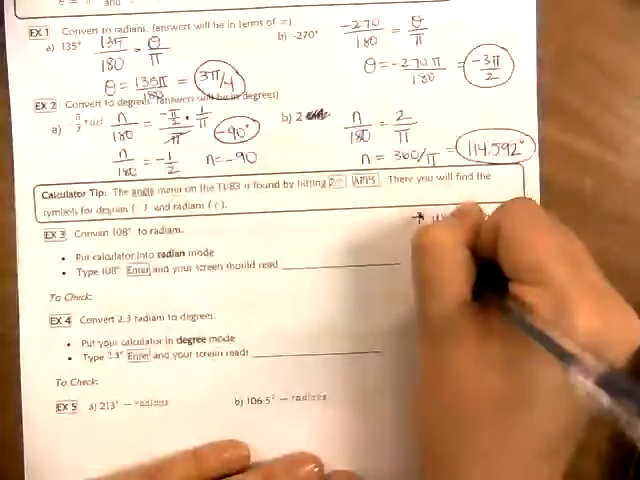 and
EX 1 Convert to radians. (answers will be in terms of π)
a) 135° 135/180 = θ/π b) -270° -270/180 = θ/π
θ = 135π/180 = 3π/4 θ = -270π/180 = -3π/2
EX 2 Convert to degrees. (answers will be in degrees)
a) -π/2 rad n/180 = -π/2 · 1/π -90° b) 2 n/180 = 2/π
n/180 = -1/2 n = -90 n = 360/π = 114.592°
Calculator Tip: The angle menu on the TI-83 is found by hitting 2nd APPS. There you will find the
symbols for degree (°) and radian (r).
EX 3 Convert 108° to radian.
• Put calculator into radian mode
• Type 108° Enter and your screen should read
To Check:
EX 4 Convert 2.3 radians to degrees.
• Put your calculator in degree mode
• Type 2.3r Enter and your screen reads
To Check:
EX 5 a) 213° → radians b) 106.5° → radians